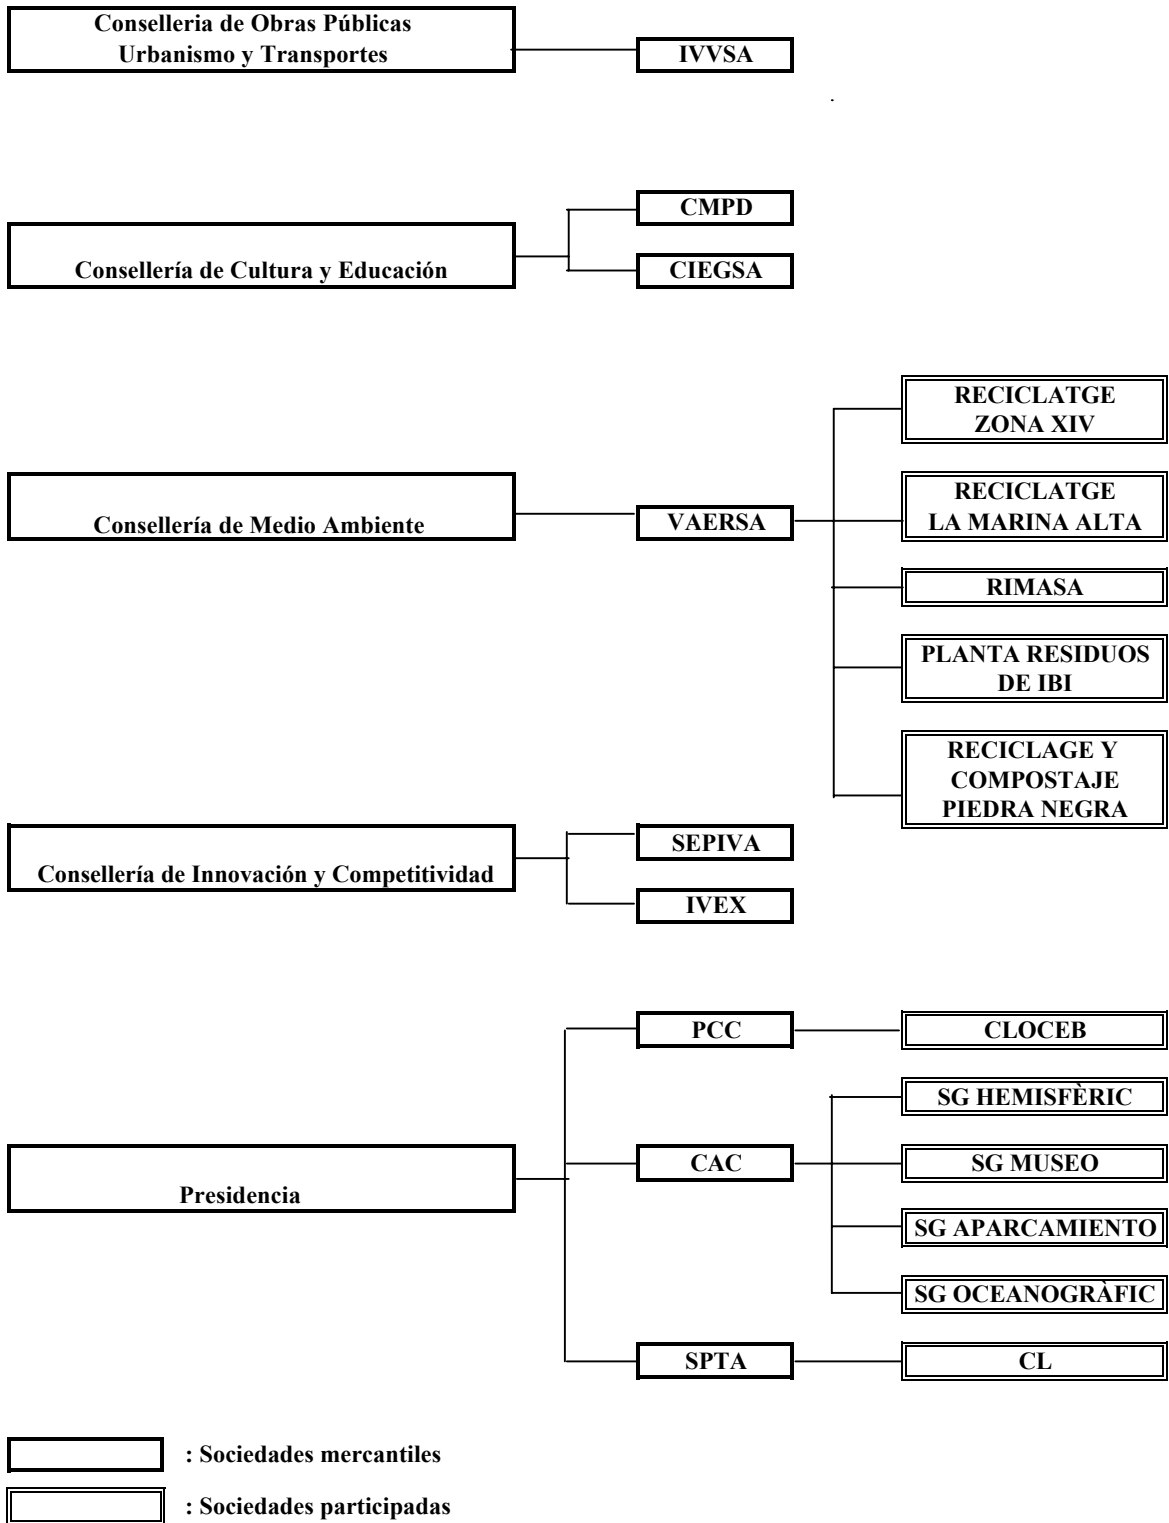 Conselleria de Obras Públicas
Urbanismo y Transportes
IVVSA
CMPD
Consellería de Cultura y Educación
CIEGSA
RECICLATGE
ZONA XIV
Consellería de Medio Ambiente
VAERSA
RECICLATGE
LA MARINA ALTA
RIMASA
PLANTA RESIDUOS
DE IBI
RECICLAGE Y
COMPOSTAJE
PIEDRA NEGRA
Consellería de Innovación y Competitividad
SEPIVA
IVEX
PCC
CLOCEB
SG HEMISFÈRIC
Presidencia
CAC
SG MUSEO
SG APARCAMIENTO
SG OCEANOGRÀFIC
SPTA
CL
: Sociedades mercantiles
: Sociedades participadas